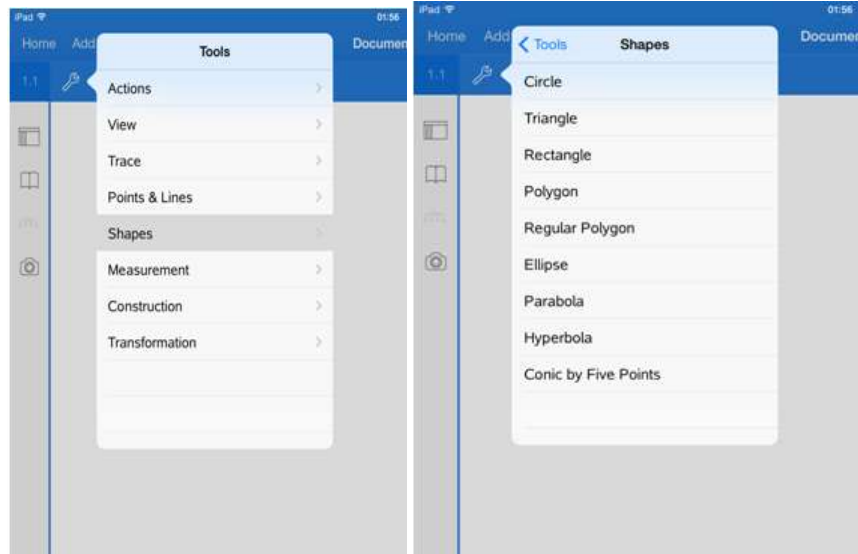 iPad 01:56
Home Add Documen
1.1
Tools
Actions
View
Trace
Points & Lines
Shapes
Measurement
Construction
Transformation
iPad 01:56
Home Add Documen
1.1
Tools Shapes
Circle
Triangle
Rectangle
Polygon
Regular Polygon
Ellipse
Parabola
Hyperbola
Conic by Five Points